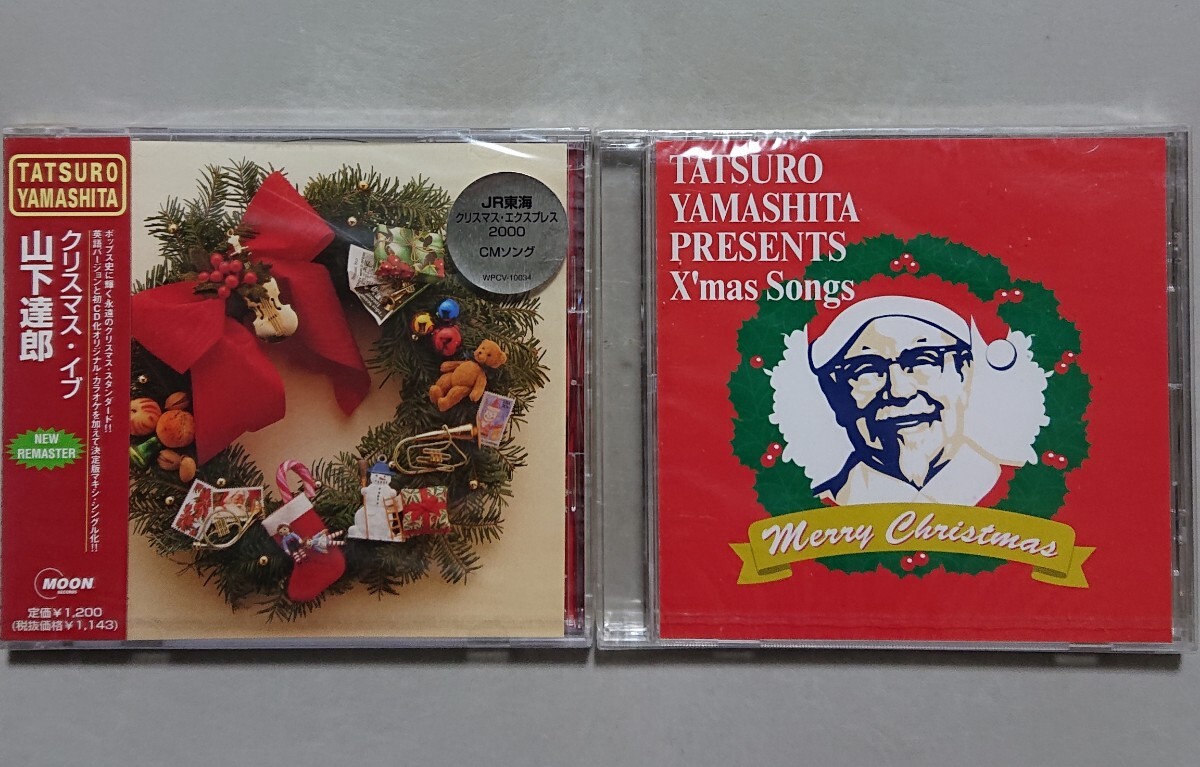 TATSURO
YAMASHITA
クリスマス・イブ
山下達郎
ポップス史に輝く永遠のクリスマス・スタンダード!!
英語バージョンと初CD化オリジナル・カラオケを加えて決定版マキシ・シングル化!!
NEW
REMASTER
MOON
RECORDS
定価¥1,200
(税抜価格¥1,143)
JR東海
クリスマス・エクスプレス
2000
CMソング
WPCV-10034
TATSURO
YAMASHITA
PRESENTS
X'mas Songs
Merry Christmas